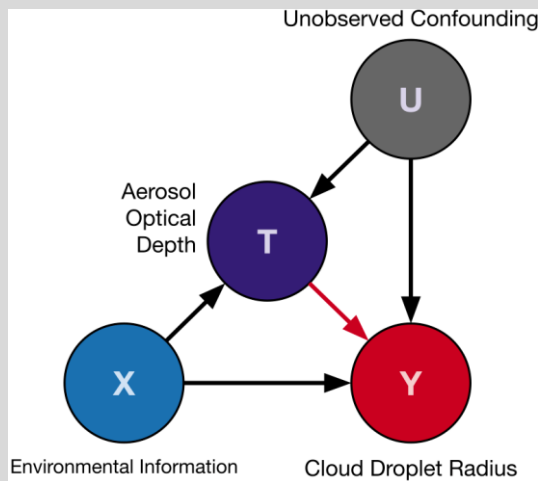 Unobserved Confounding
U
Aerosol
Optical
Depth
T
X
Y
Environmental Information
Cloud Droplet Radius